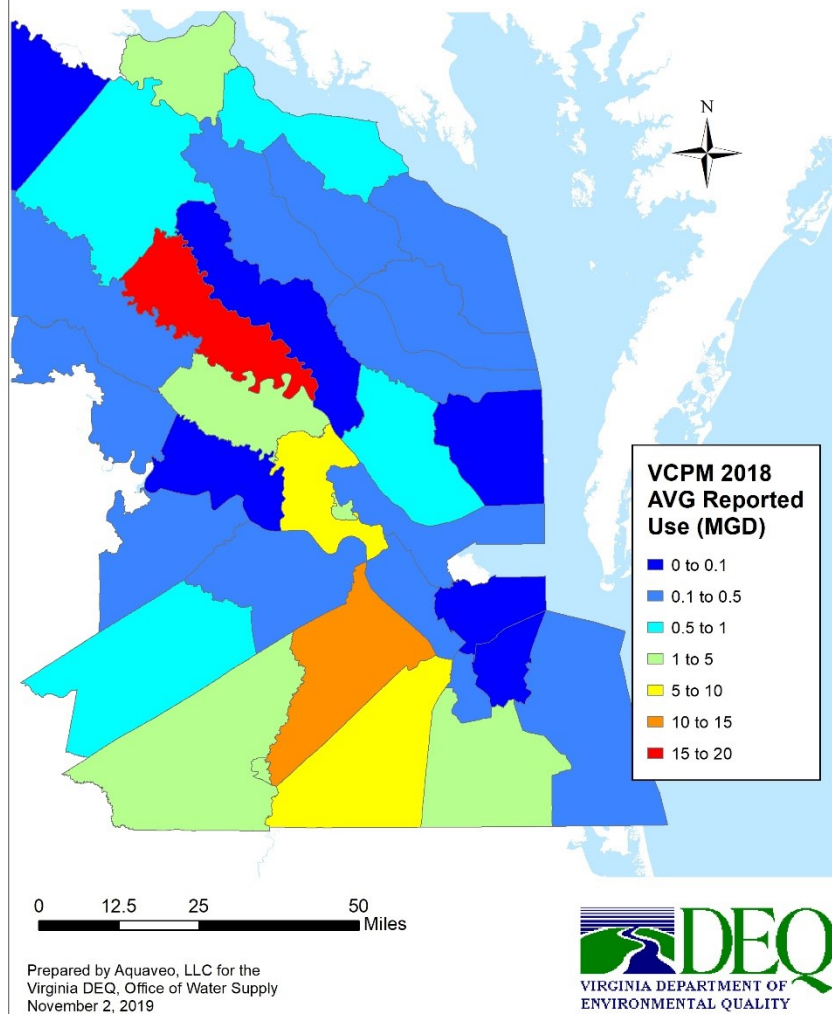 N
VCPM 2018
AVG Reported
Use (MGD)
0 to 0.1
0.1 to 0.5
0.5 to 1
1 to 5
5 to 10
10 to 15
15 to 20
0 12.5 25 50
Miles
Prepared by Aquaveo, LLC for the
Virginia DEQ, Office of Water Supply
November 2, 2019
DEQ
VIRGINIA DEPARTMENT OF
ENVIRONMENTAL QUALITY